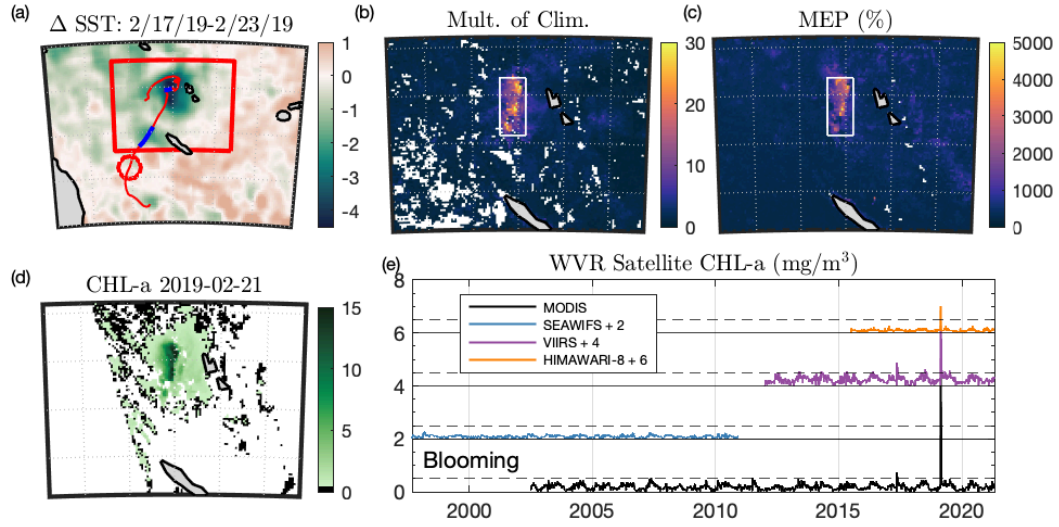 (a)
Δ SST: 2/17/19-2/23/19
1
0
-1
-2
-3
-4
(b)
Mult. of Clim.
30
20
10
0
(c)
MEP (%)
5000
4000
3000
2000
1000
0
(d)
CHL-a 2019-02-21
15
10
5
0
(e)
WVR Satellite CHL-a (mg/m³)
8
6
4
2
0
MODIS
SEAWIFS + 2
VIIRS + 4
HIMAWARI-8 + 6
Blooming
2000
2005
2010
2015
2020